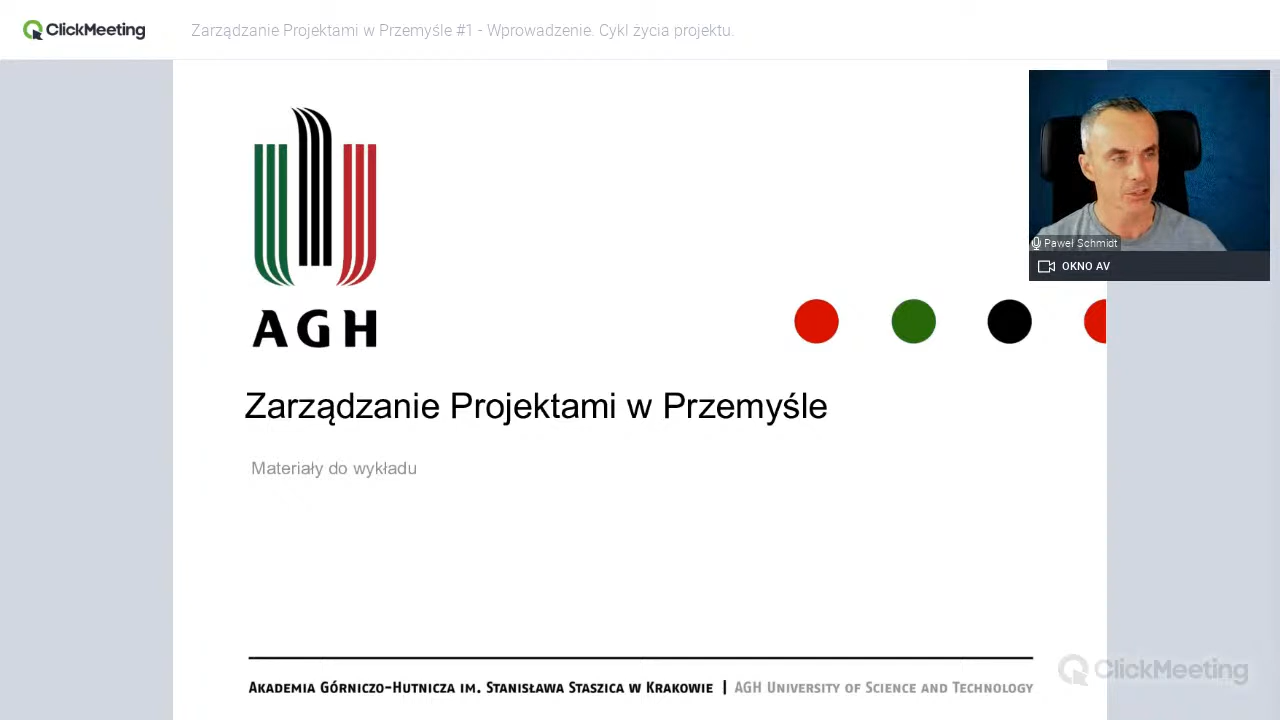 ClickMeeting
Zarządzanie Projektami w Przemyśle #1 - Wprowadzenie. Cykl życia projektu.
Paweł Schmidt
OKNO AV
AGH
Zarządzanie Projektami w Przemyśle
Materiały do wykładu
Akademia Górniczo-Hutnicza im. Stanisława Staszica w Krakowie | AGH University of Science and Technology
ClickMeeting